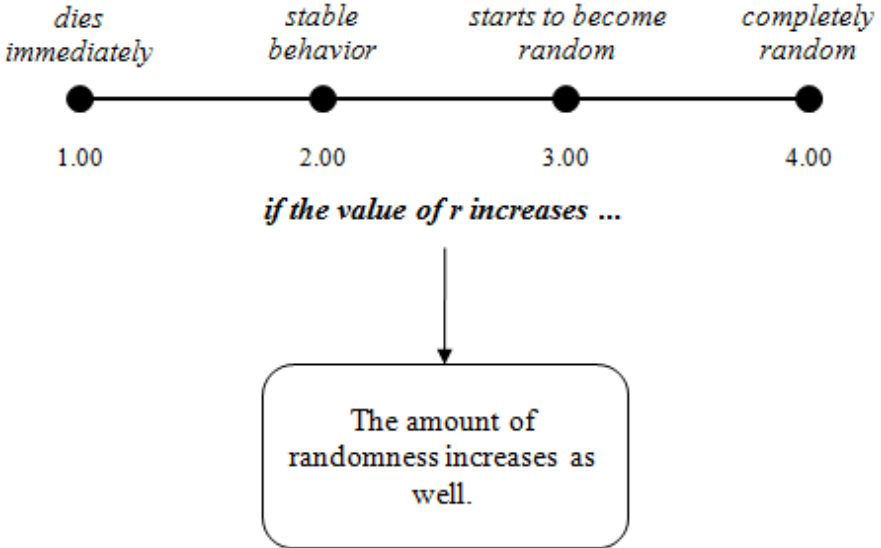 dies immediately
stable behavior
starts to become random
completely random
1.00 2.00 3.00 4.00
if the value of r increases ...
The amount of
randomness increases as
well.